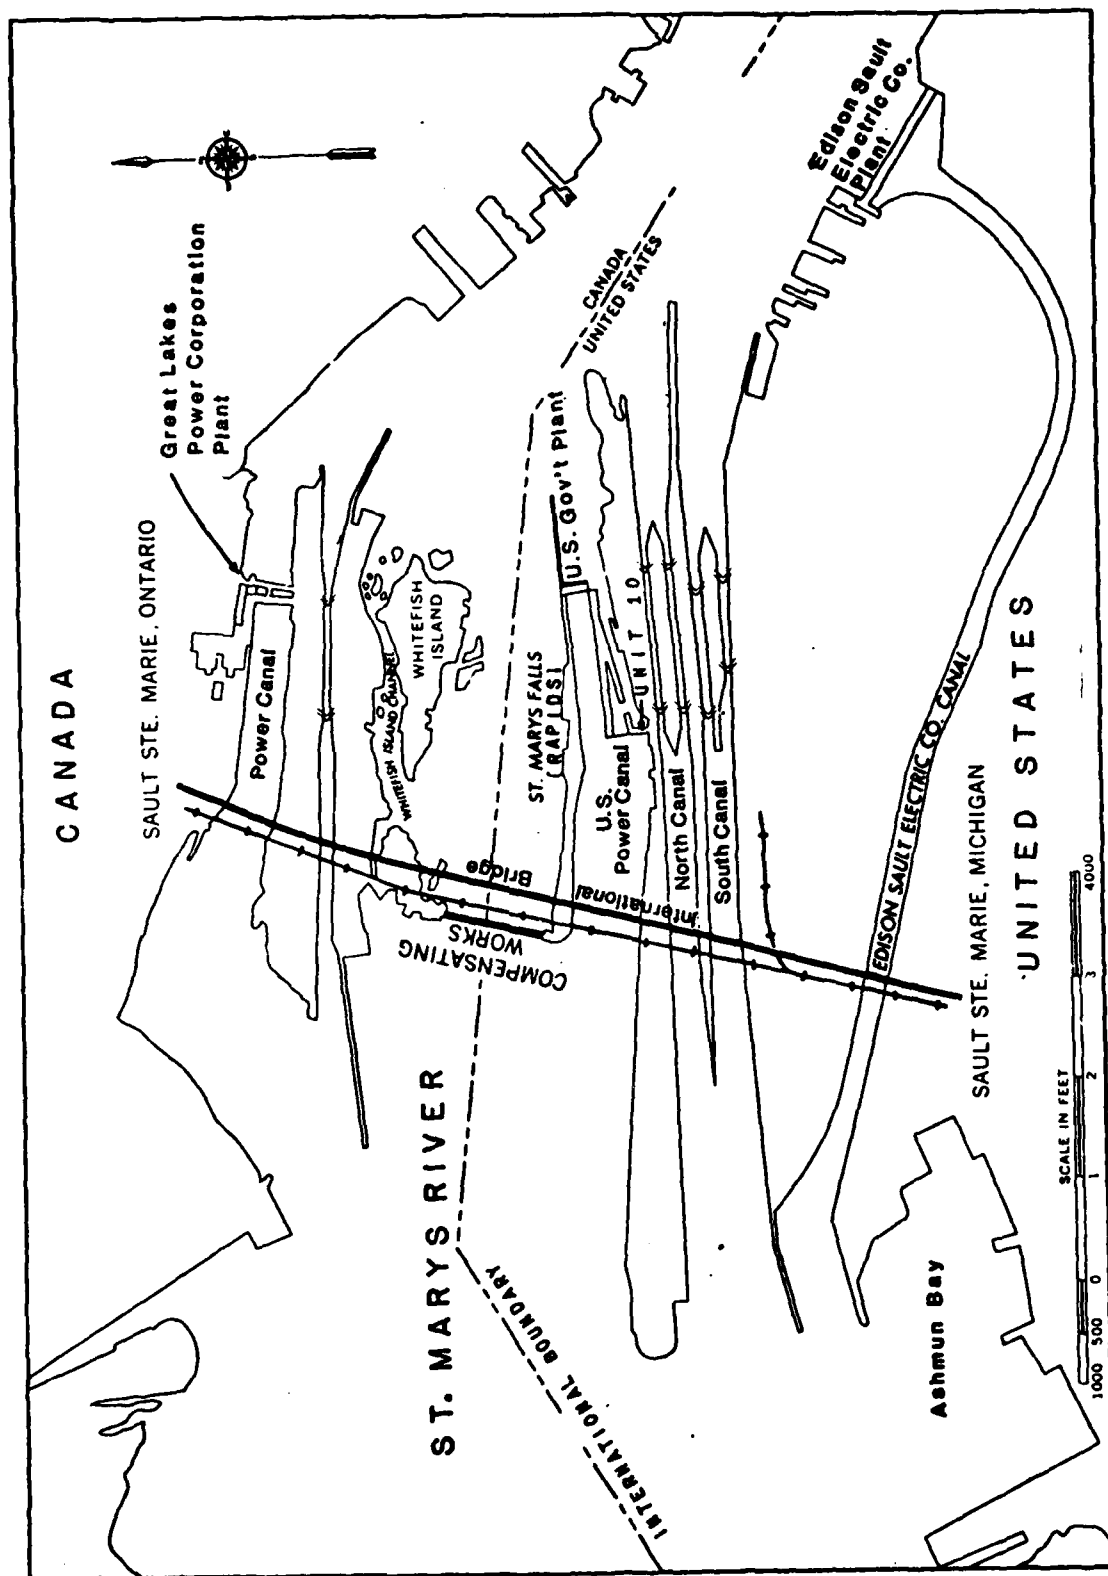 CANADA
SAULT STE. MARIE, ONTARIO
Great Lakes
Power Corporation
Plant
Power Canal
WHITEFISH ISLAND CHANNEL
WHITEFISH
ISLAND
COMPENSATING
WORKS
International
Bridge
ST. MARYS RIVER
INTERNATIONAL BOUNDARY
CANADA
UNITED STATES
ST. MARYS FALLS
(RAPIDS)
U.S. Gov't Plant
UNIT 10
U.S.
Power Canal
North Canal
South Canal
Edison Sault
Electric Co.
Plant
EDISON SAULT ELECTRIC CO. CANAL
Ashmun Bay
SAULT STE. MARIE, MICHIGAN
UNITED STATES
SCALE IN FEET
1000 500 0 1 2 3 4000